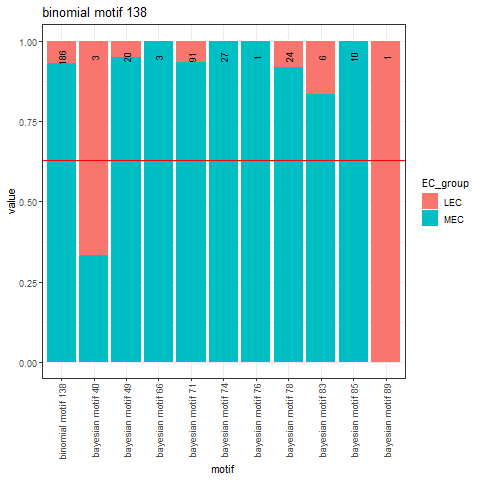 binomial motif 138
1.00
0.75
0.50
0.25
0.00
value
186
3
20
3
91
27
1
24
6
10
1
binomial motif 138
bayesian motif 40
bayesian motif 49
bayesian motif 66
bayesian motif 71
bayesian motif 74
bayesian motif 76
bayesian motif 78
bayesian motif 83
bayesian motif 85
bayesian motif 89
motif
EC_group
LEC
MEC